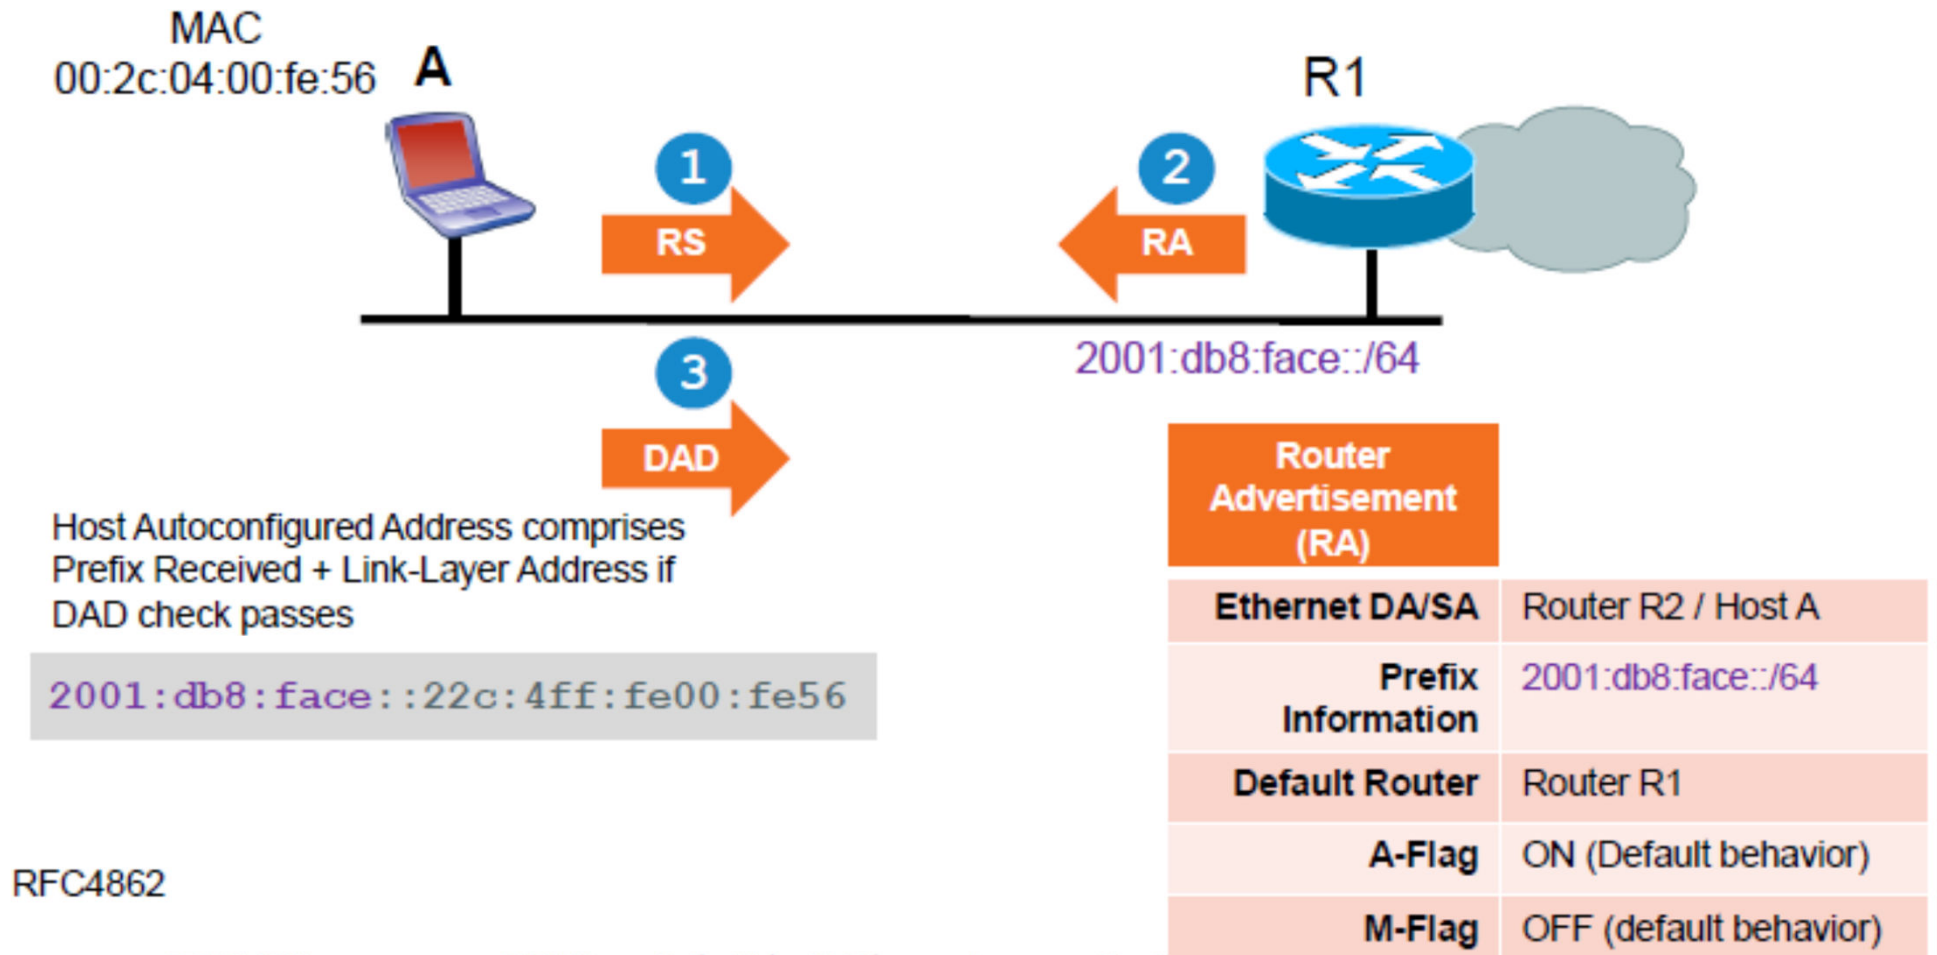 MAC
00:2c:04:00:fe:56
A
R1
1
RS
2
RA
3
DAD
2001:db8:face::/64
Host Autoconfigured Address comprises
Prefix Received + Link-Layer Address if
DAD check passes
2001:db8:face::22c:4ff:fe00:fe56
RFC4862
Router
Advertisement
(RA)
Ethernet DA/SA Router R2 / Host A
Prefix 2001:db8:face::/64
Information
Default Router Router R1
A-Flag ON (Default behavior)
M-Flag OFF (default behavior)